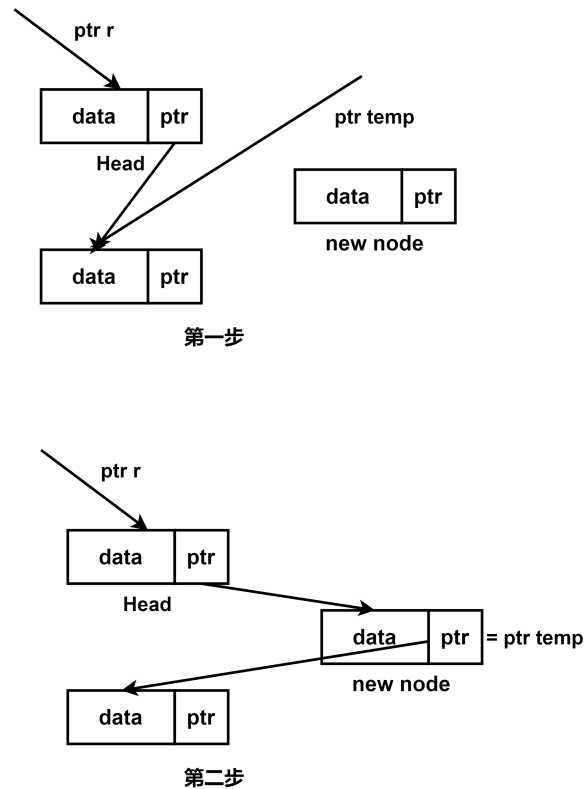 ptr r
data ptr
Head
ptr temp
data ptr
new node
data ptr
第一步
ptr r
data ptr
Head
data ptr = ptr temp
new node
data ptr
第二步